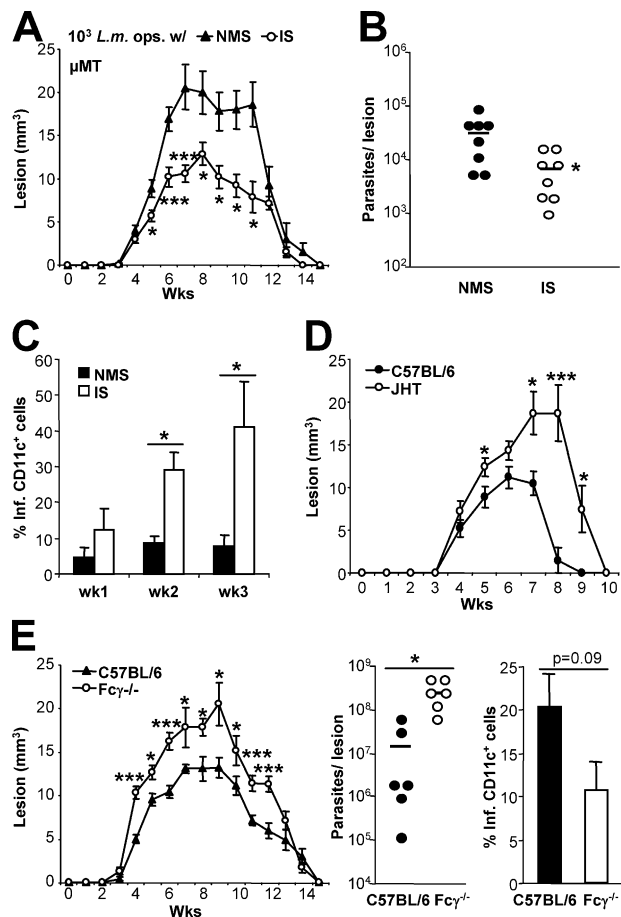 A
10³ L.m. ops. w/ NMS IS
µMT
Lesion (mm³)
25
20
15
10
5
0
*** *** * * * * *
0 2 4 6 8 10 12 14
Wks
B
Parasites/ lesion
10⁶
10⁵
10⁴
10³
10²
*
NMS IS
C
% Inf. CD11c⁺ cells
60
50
40
30
20
10
0
NMS
IS
* *
wk1 wk2 wk3
D
C57BL/6
JHT
Lesion (mm³)
25
20
15
10
5
0
* * *** *
0 1 2 3 4 5 6 7 8 9 10
Wks
E
C57BL/6
Fcγ-/-
Lesion (mm³)
25
20
15
10
5
0
*** * *** * * * * *** ***
0 2 4 6 8 10 12 14
Wks
Parasites/ lesion
10⁹
10⁸
10⁷
10⁶
10⁵
10⁴
*
C57BL/6 Fcγ⁻/⁻
% Inf. CD11c⁺ cells
25
20
15
10
5
0
p=0.09
C57BL/6 Fcγ⁻/⁻